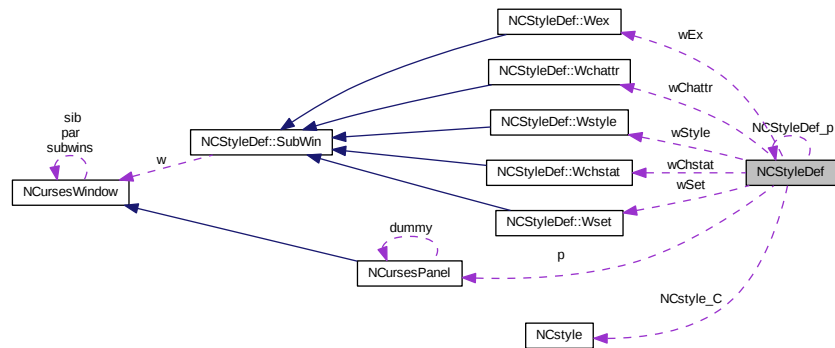 NCStyleDef::Wex
wEx
NCStyleDef::Wchattr
wChattr
sib
par
subwins
NCStyleDef::Wstyle
wStyle
NCStyleDef_p
NCStyleDef::SubWin
w
NCStyleDef::Wchstat
wChstat
NCStyleDef
NCursesWindow
wSet
NCStyleDef::Wset
dummy
p
NCursesPanel
NCstyle_C
NCstyle